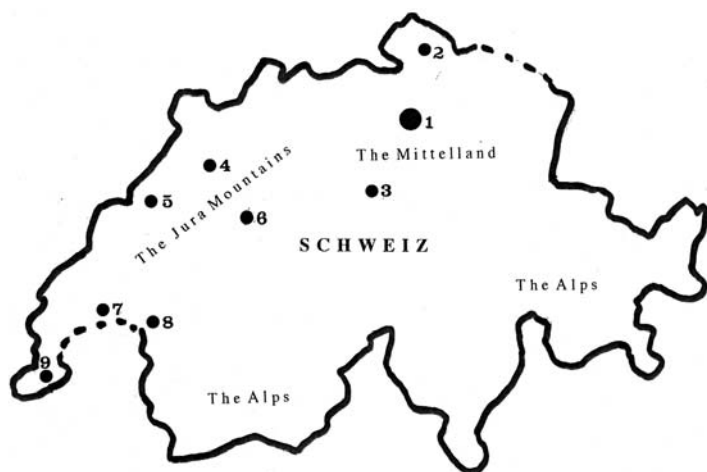 2
1
The Mittelland
4
The Jura Mountains
3
5
6
SCHWEIZ
The Alps
7
8
9
The Alps